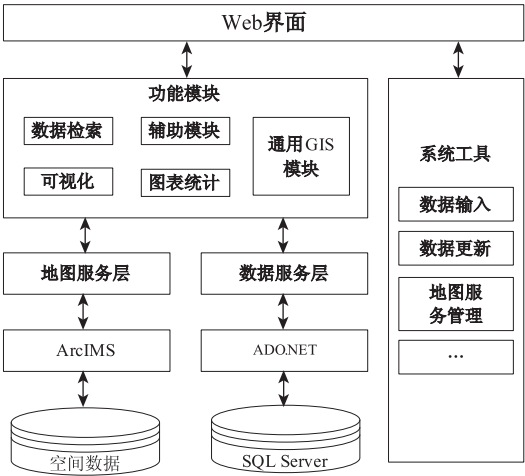 Web界面
功能模块
数据检索
辅助模块
通用GIS
模块
可视化
图表统计
系统工具
数据输入
数据更新
地图服
务管理
...
地图服务层
数据服务层
ArcIMS
ADO.NET
空间数据
SQL Server